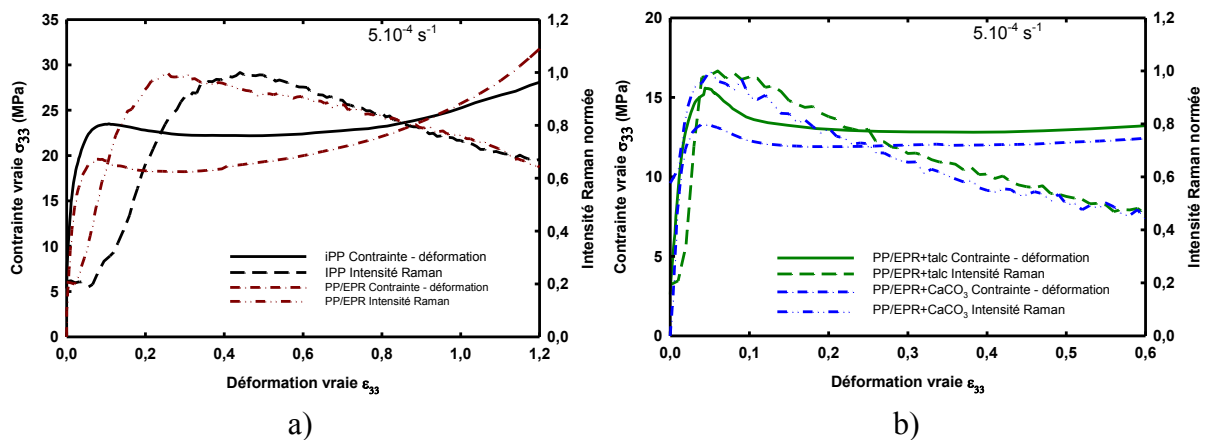 5.10-4 s-1
Contrainte vraie σ33 (MPa)
35
30
25
20
15
10
5
0
0,0
0,2
0,4
0,6
0,8
1,0
1,2
1,2
1,0
0,8
0,6
0,4
0,2
0,0
Intensité Raman normée
iPP Contrainte - déformation
IPP Intensité Raman
PP/EPR Contrainte - déformation
PP/EPR Intensité Raman
Déformation vraie ε33
a)
5.10-4 s-1
Contrainte vraie σ33 (MPa)
20
15
10
5
0
0,0
0,1
0,2
0,3
0,4
0,5
0,6
1,2
1,0
0,8
0,6
0,4
0,2
0,0
Intensité Raman normée
PP/EPR+talc Contrainte - déformation
PP/EPR+talc Intensité Raman
PP/EPR+CaCO3 Contrainte - déformation
PP/EPR+CaCO3 Intensité Raman
Déformation vraie ε33
b)